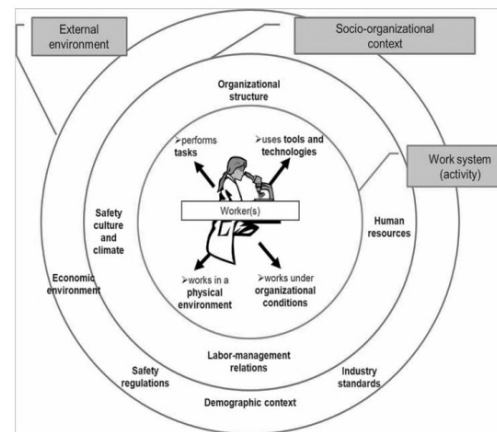 External
environment
Socio-organizational
context
Organizational
structure
➢performs
tasks
➢uses tools and
technologies
Work system
(activity)
Worker(s)
Safety
culture and
climate
Human
resources
Economic
environment
➢works in a
physical
environment
➢works under
organizational
conditions
Labor-management
relations
Safety
regulations
Industry
standards
Demographic context